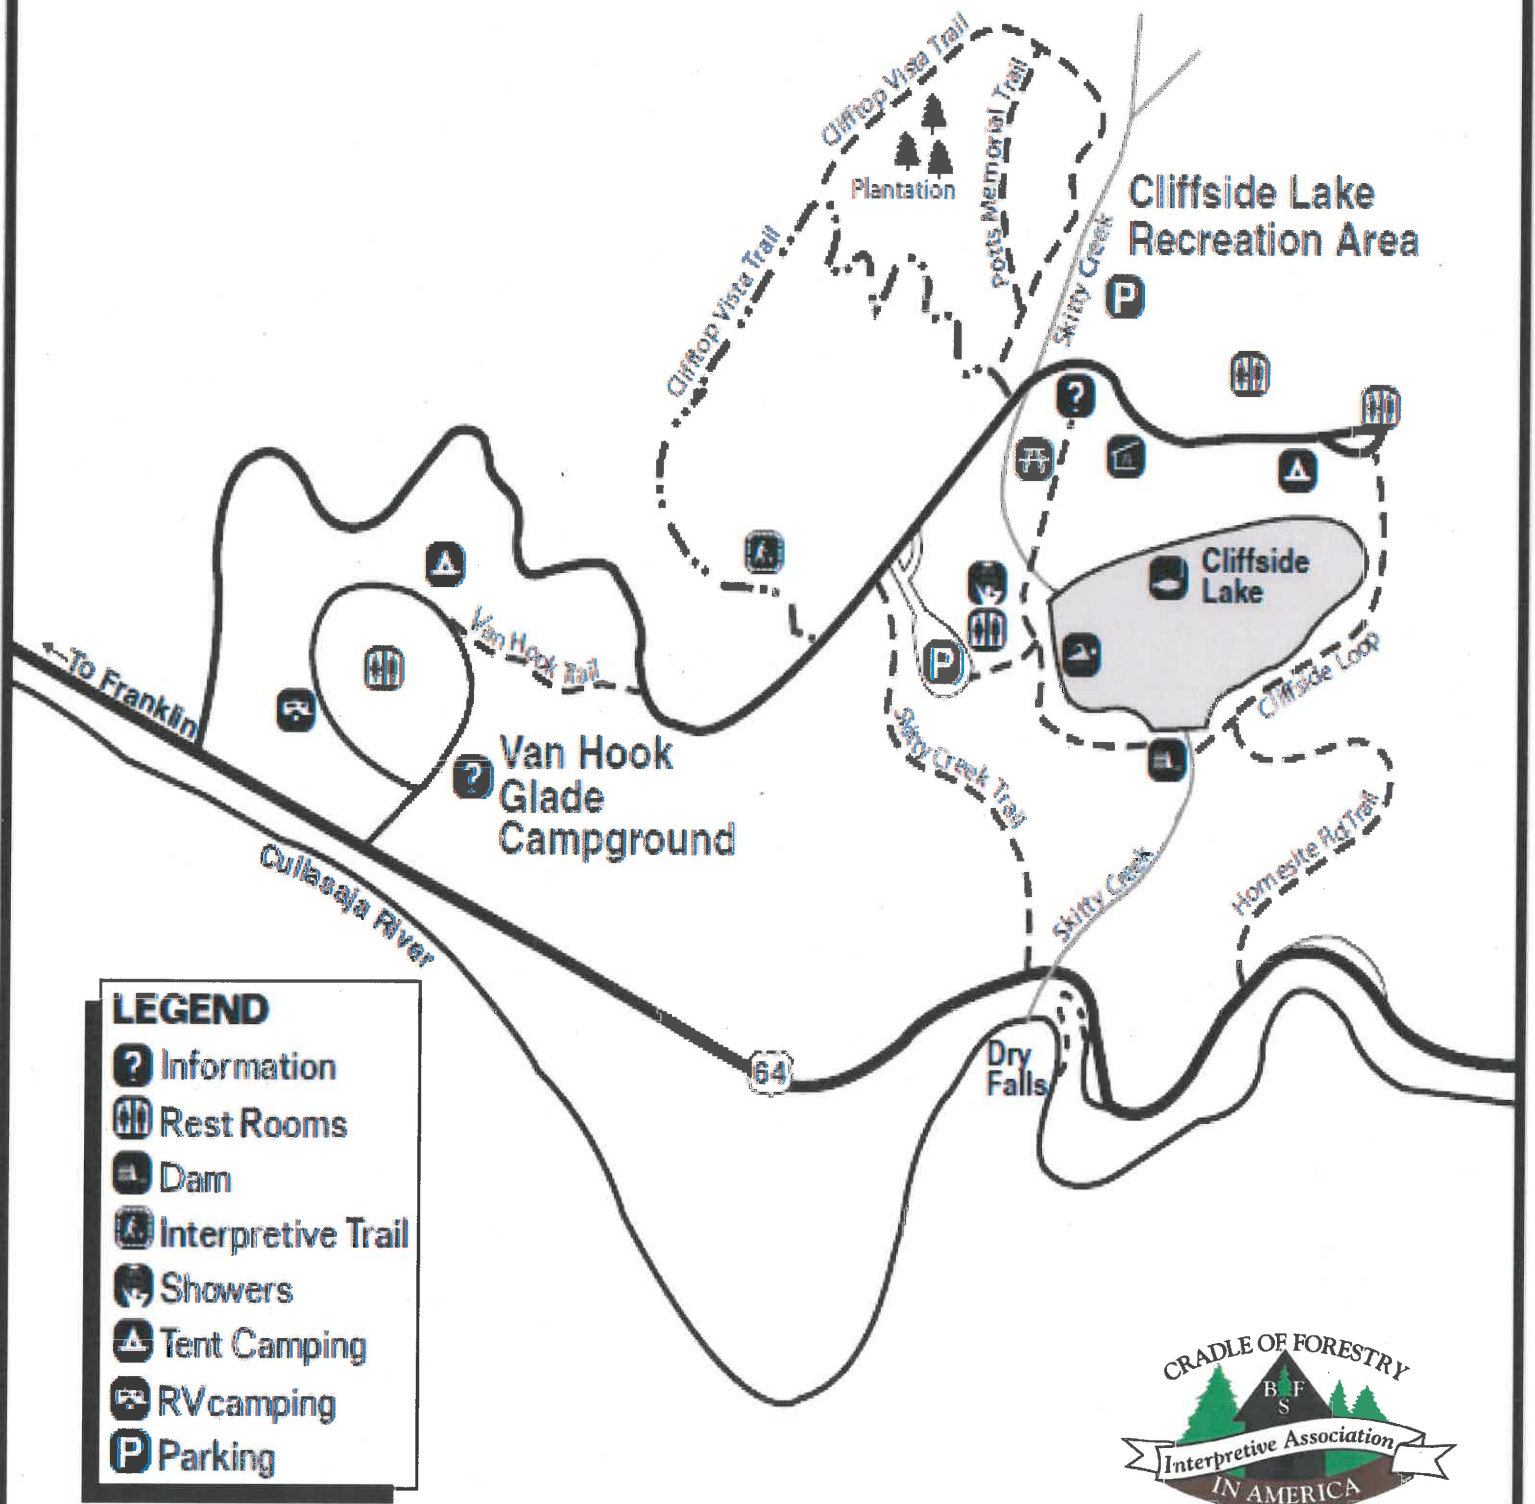 Clifftop Vista Trail
Ports Memorial Trail
Plantation
Cliffside Lake
Recreation Area
Skitty Creek
P
Clifftop Vista Trail
?
Cliffside
Lake
Van Hook Trail
To Franklin
P
Cliffside Loop
Skitty Creek Trail
?
Van Hook
Glade
Campground
Homesite Rd Trail
Skitty Creek
Cullasaja River
64
Dry
Falls
LEGEND
? Information
Rest Rooms
Dam
Interpretive Trail
Showers
Tent Camping
RV camping
P Parking
CRADLE OF FORESTRY
B F
S
Interpretive Association
IN AMERICA